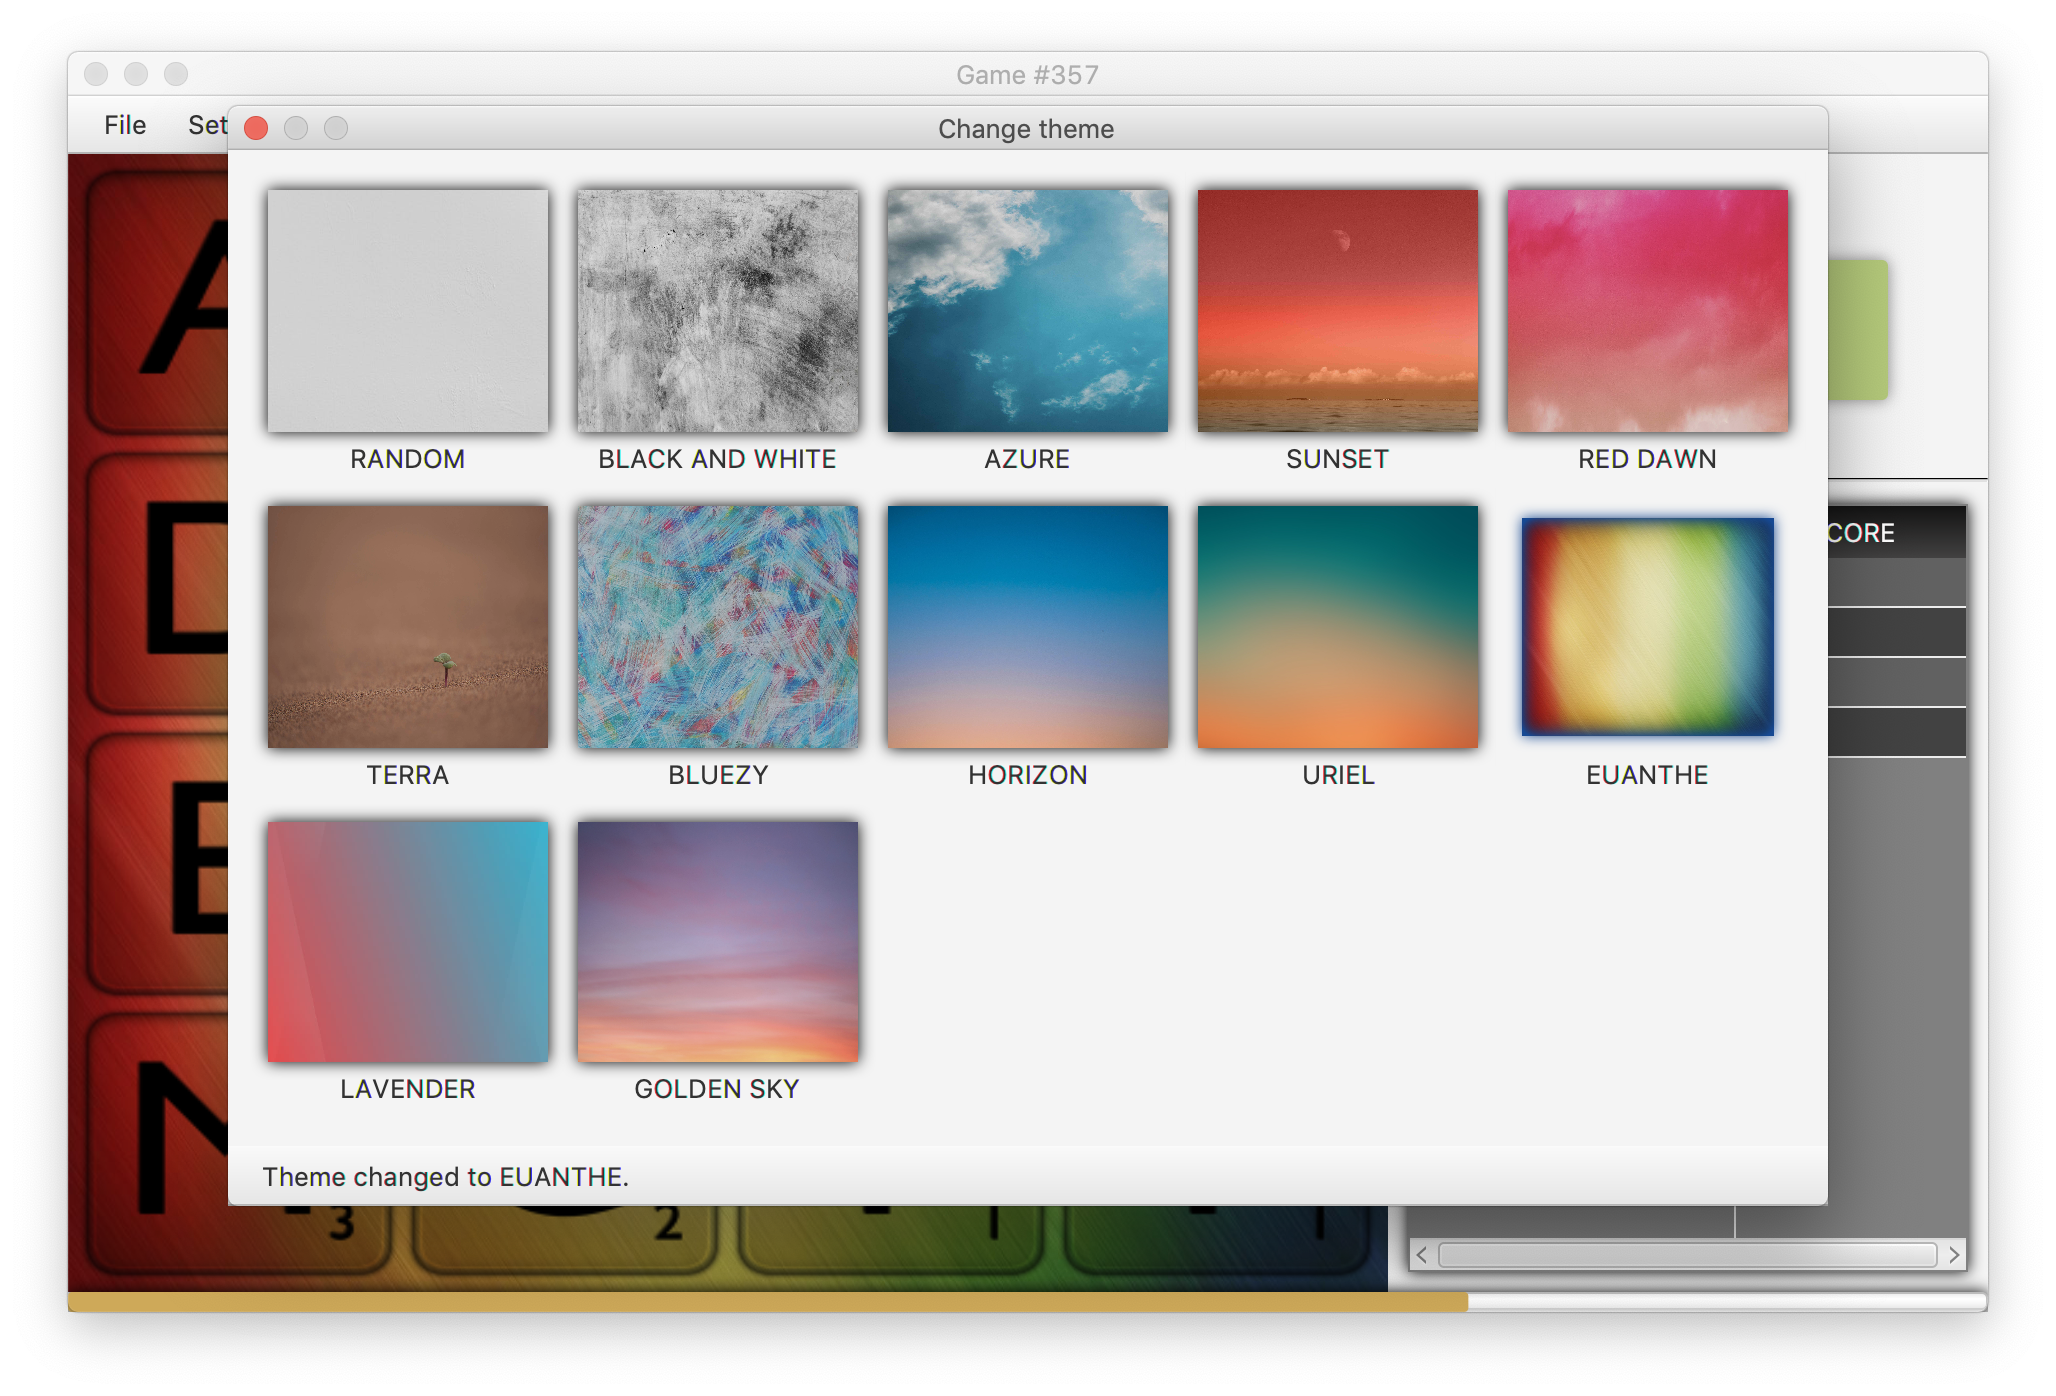 Game #357
File Set
Change theme
A
RANDOM BLACK AND WHITE AZURE SUNSET RED DAWN
CORE
D
TERRA BLUEZY HORIZON URIEL EUANTHE
E
LAVENDER GOLDEN SKY
N
Theme changed to EUANTHE.
3 2 1 1